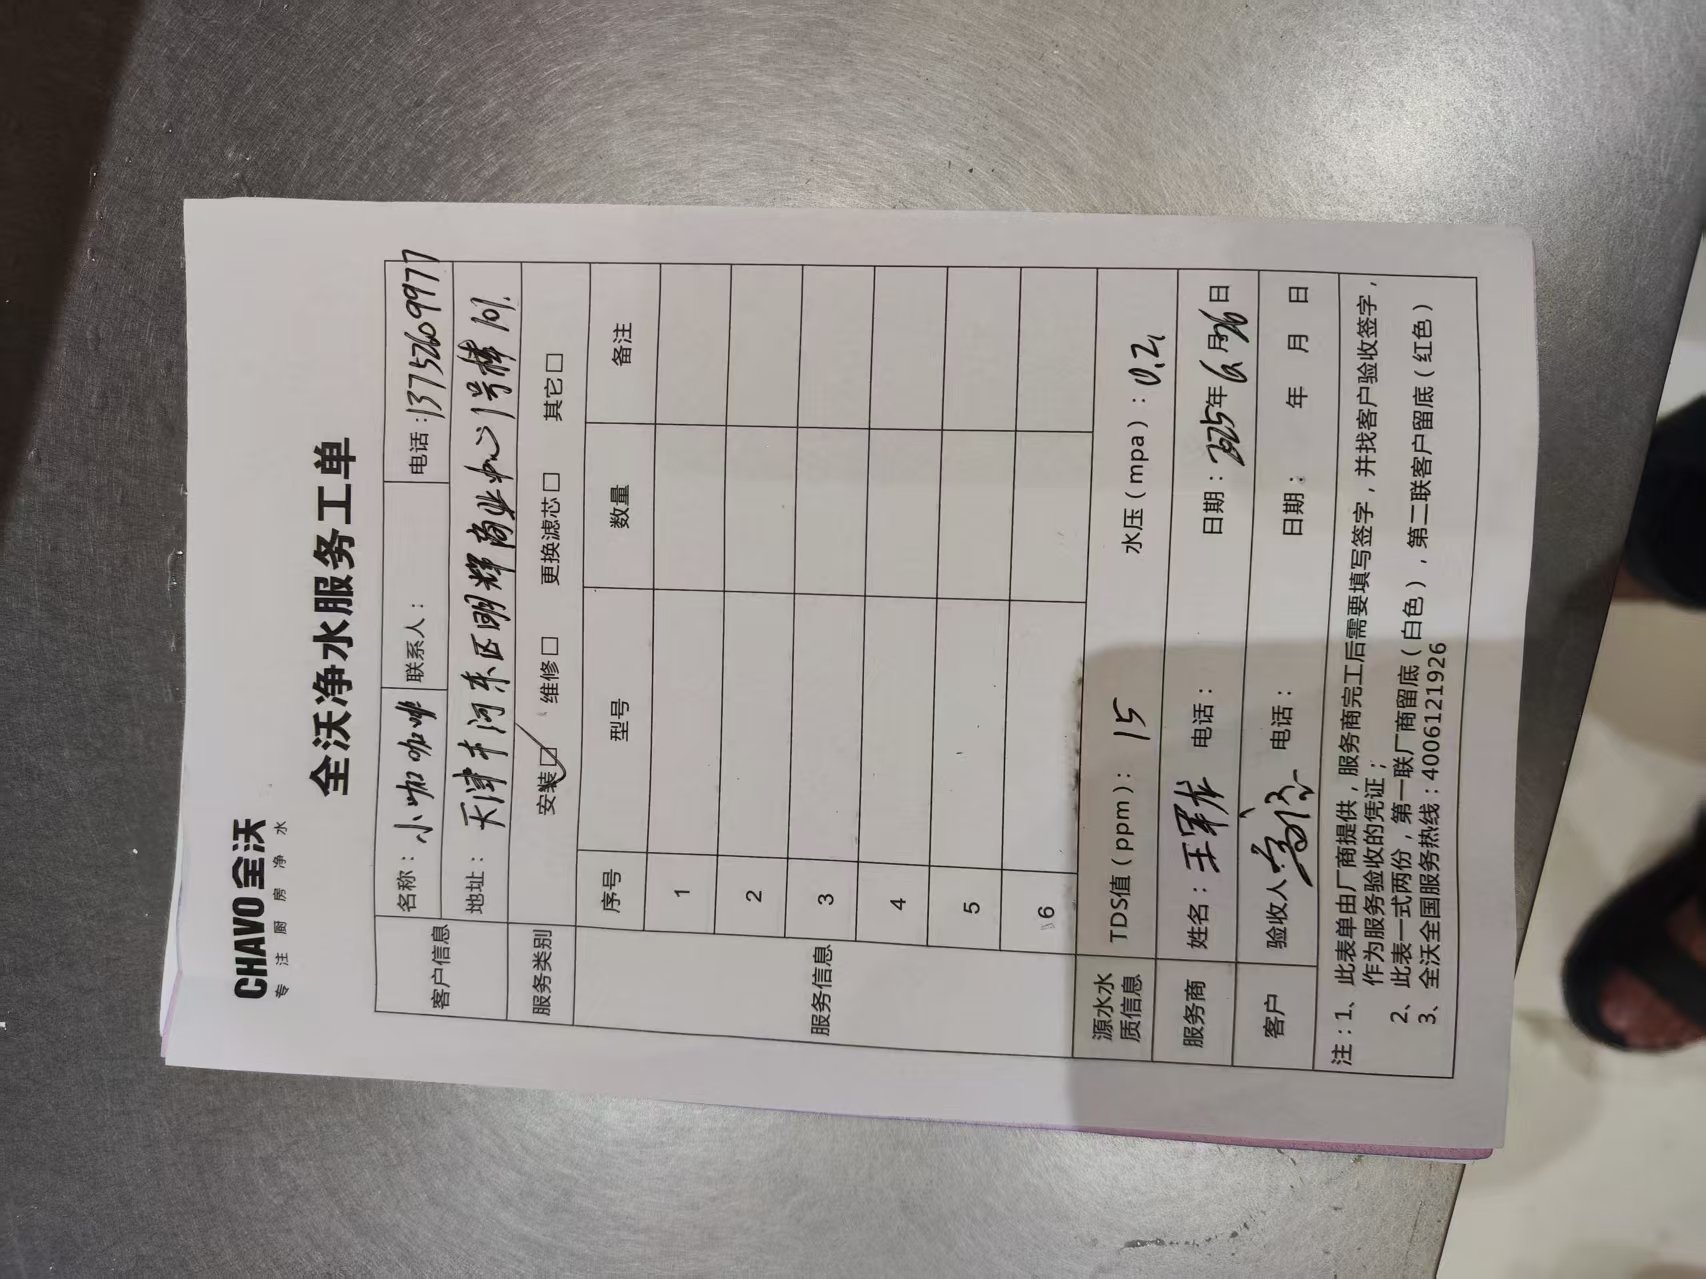 CHAVO 全沃
专注厨房净水
全沃净水服务工单
客户信息 名称：小咖咖啡 联系人： 电话：13752609977
地址：天津市河东区明辉商业中心1号楼101.
服务类别 安装☑ 维修□ 更换滤芯□ 其它□
服务信息 序号 型号 数量 备注
1
2
3
4
5
6
源水水质信息 TDS值（ppm）：15 水压（mpa）：0.21
服务商 姓名：王军龙 电话： 日期：2025年6月26日
客户 验收人 电话： 日期： 年 月 日
注：1、此表单由厂商提供，服务商完工后需要填写签字，并找客户验收签字，
作为服务验收的凭证；
2、此表一式两份，第一联厂商留底（白色），第二联客户留底（红色）
3、全沃全国服务热线：4006121926